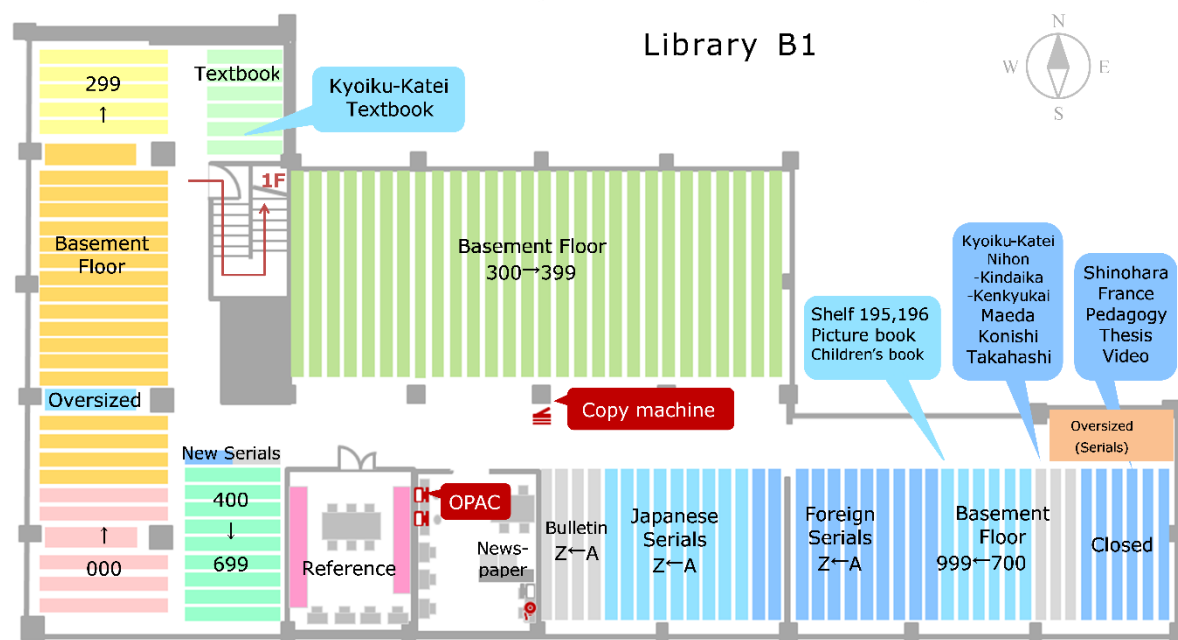 Library B1
N
W
E
S
299
↑
Textbook
Kyoiku-Katei
Textbook
1F
Basement
Floor
Basement Floor
300→399
Kyoiku-Katei
Nihon
-Kindaika
-Kenkyukai
Maeda
Konishi
Takahashi
Shinohara
France
Pedagogy
Thesis
Video
Shelf 195,196
Picture book
Children's book
Oversized
Copy machine
Oversized
(Serials)
New Serials
400
↓
699
↑
000
OPAC
Reference
News-
paper
Bulletin
Z←A
Japanese
Serials
Z←A
Foreign
Serials
Z←A
Basement
Floor
999←700
Closed